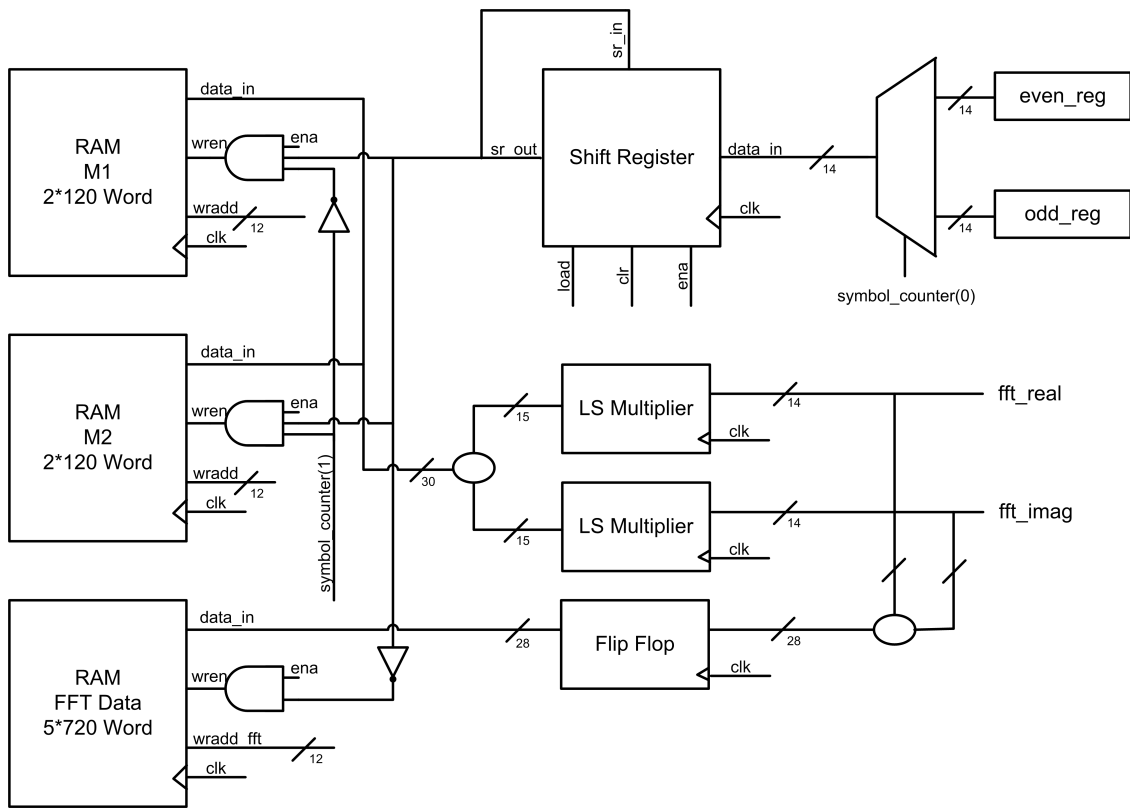 sr_in
data_in
RAM
M1
2*120 Word
wren
ena
wradd
12
clk
sr_out
Shift Register
data_in
14
clk
load
clr
ena
14
even_reg
14
odd_reg
symbol_counter(0)
data_in
RAM
M2
2*120 Word
wren
ena
wradd
12
clk
symbol_counter(1)
30
15
LS Multiplier
14
fft_real
clk
15
LS Multiplier
14
fft_imag
clk
data_in
28
Flip Flop
28
clk
RAM
FFT Data
5*720 Word
wren
ena
wradd_fft
12
clk